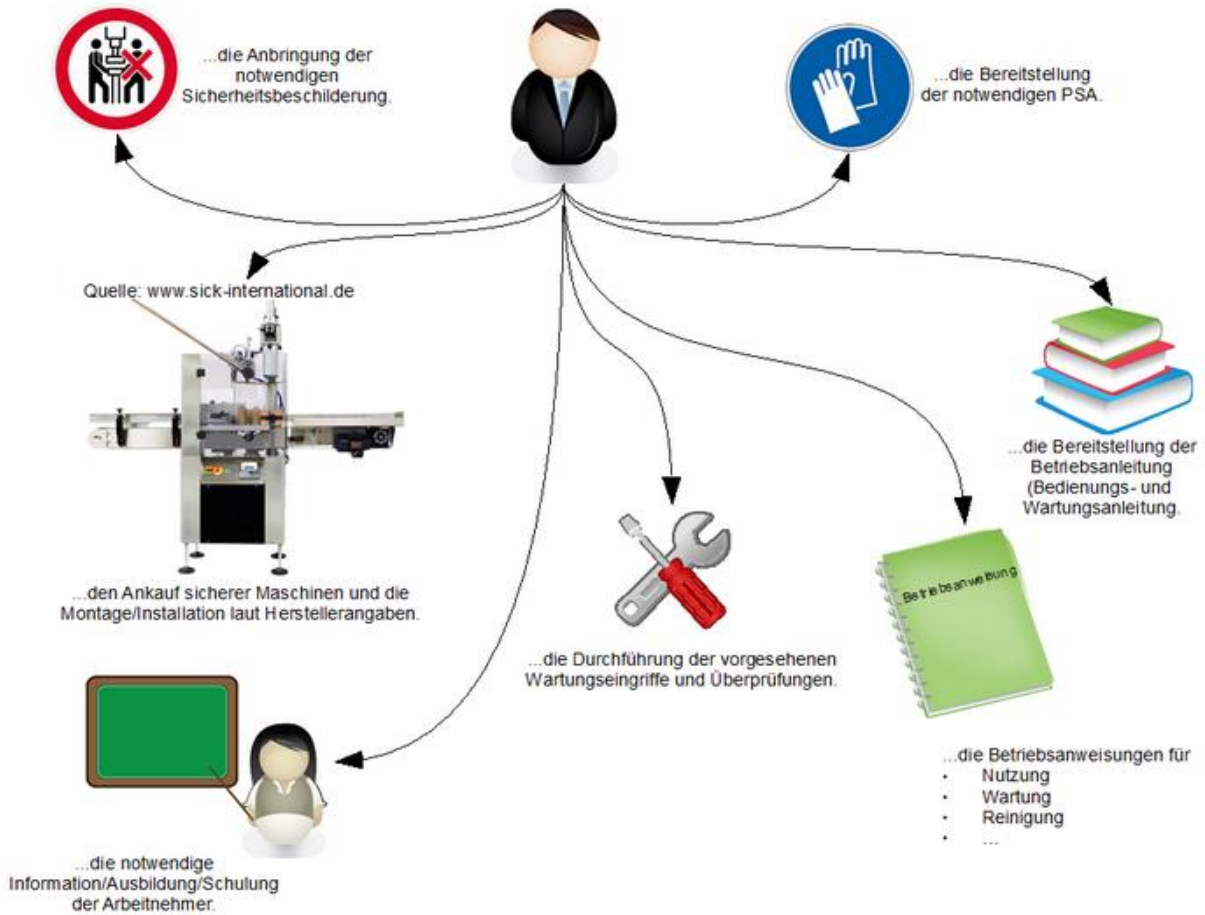 ...die Anbringung der
notwendigen
Sicherheitsbeschilderung.
...die Bereitstellung
der notwendigen PSA.
Quelle: www.sick-international.de
...die Bereitstellung der
Betriebsanleitung
(Bedienungs- und
Wartungsanleitung.
...den Ankauf sicherer Maschinen und die
Montage/Installation laut Herstellerangaben.
Betriebsanweisung
...die Durchführung der vorgesehenen
Wartungseingriffe und Überprüfungen.
...die Betriebsanweisungen für
• Nutzung
• Wartung
• Reinigung
• ....
...die notwendige
Information/Ausbildung/Schulung
der Arbeitnehmer.